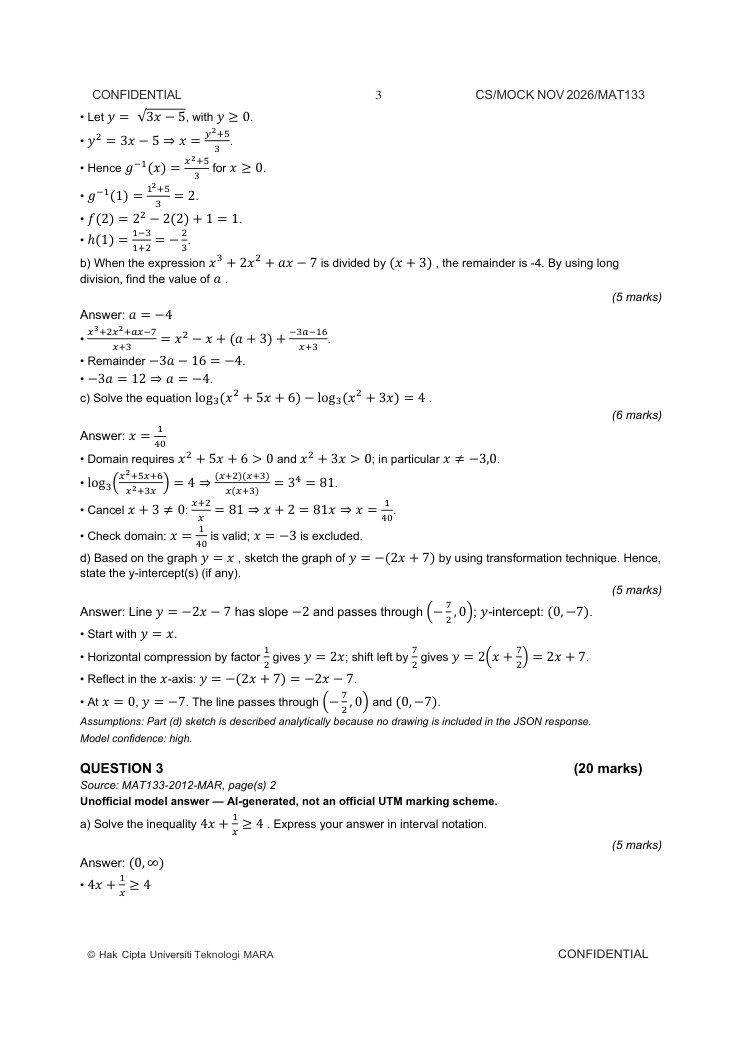 CONFIDENTIAL 3 CS/MOCK NOV 2026/MAT133
• Let y = √(3x − 5), with y ≥ 0.
• y² = 3x − 5 ⇒ x = (y²+5)/3.
• Hence g⁻¹(x) = (x²+5)/3 for x ≥ 0.
• g⁻¹(1) = (1²+5)/3 = 2.
• f(2) = 2² − 2(2) + 1 = 1.
• h(1) = (1−3)/(1+2) = −2/3.
b) When the expression x³ + 2x² + ax − 7 is divided by (x + 3) , the remainder is -4. By using long
division, find the value of a .
(5 marks)
Answer: a = −4
• (x³+2x²+ax−7)/(x+3) = x² − x + (a + 3) + (−3a−16)/(x+3).
• Remainder −3a − 16 = −4.
• −3a = 12 ⇒ a = −4.
c) Solve the equation log₃(x² + 5x + 6) − log₃(x² + 3x) = 4 .
(6 marks)
Answer: x = 1/40
• Domain requires x² + 5x + 6 > 0 and x² + 3x > 0; in particular x ≠ −3,0.
• log₃((x²+5x+6)/(x²+3x)) = 4 ⇒ (x+2)(x+3)/(x(x+3)) = 3⁴ = 81.
• Cancel x + 3 ≠ 0: (x+2)/x = 81 ⇒ x + 2 = 81x ⇒ x = 1/40.
• Check domain: x = 1/40 is valid; x = −3 is excluded.
d) Based on the graph y = x , sketch the graph of y = −(2x + 7) by using transformation technique. Hence,
state the y-intercept(s) (if any).
(5 marks)
Answer: Line y = −2x − 7 has slope −2 and passes through (−7/2, 0); y-intercept: (0, −7).
• Start with y = x.
• Horizontal compression by factor 1/2 gives y = 2x; shift left by 7/2 gives y = 2(x + 7/2) = 2x + 7.
• Reflect in the x-axis: y = −(2x + 7) = −2x − 7.
• At x = 0, y = −7. The line passes through (−7/2, 0) and (0, −7).
Assumptions: Part (d) sketch is described analytically because no drawing is included in the JSON response.
Model confidence: high.
QUESTION 3 (20 marks)
Source: MAT133-2012-MAR, page(s) 2
Unofficial model answer — AI-generated, not an official UTM marking scheme.
a) Solve the inequality 4x + 1/x ≥ 4 . Express your answer in interval notation.
(5 marks)
Answer: (0, ∞)
• 4x + 1/x ≥ 4
© Hak Cipta Universiti Teknologi MARA CONFIDENTIAL